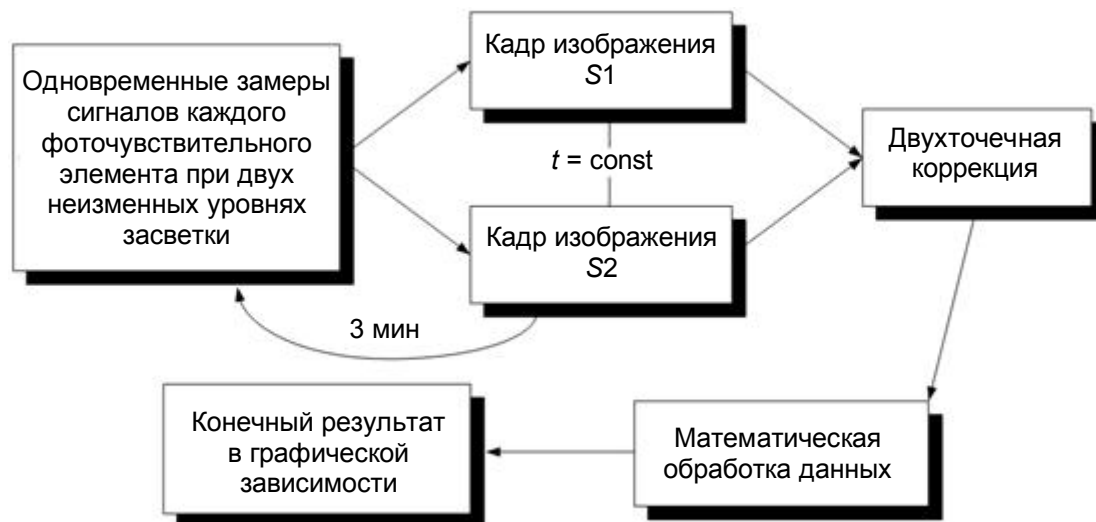 Одновременные замеры
сигналов каждого
фоточувствительного
элемента при двух
неизменных уровнях
засветки
Кадр изображения
S1
t = const
Кадр изображения
S2
3 мин
Двухточечная
коррекция
Математическая
обработка данных
Конечный результат
в графической
зависимости